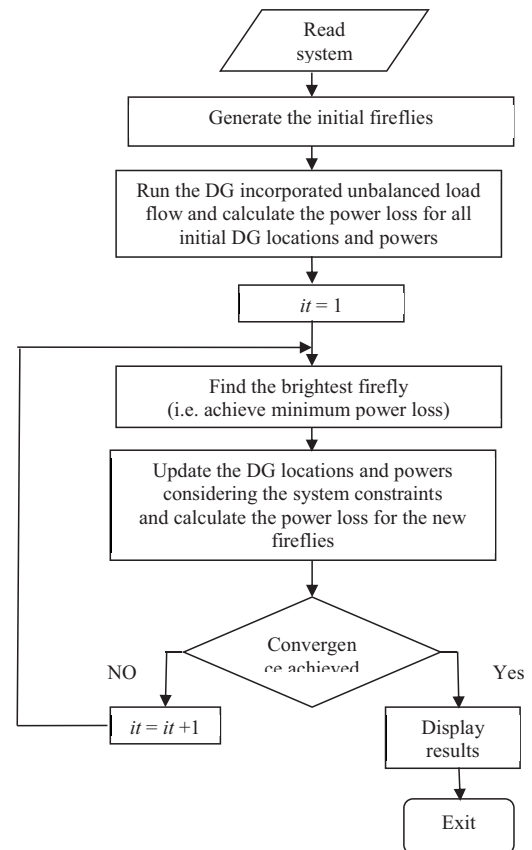 Read
system
Generate the initial fireflies
Run the DG incorporated unbalanced load
flow and calculate the power loss for all
initial DG locations and powers
it = 1
Find the brightest firefly
(i.e. achieve minimum power loss)
Update the DG locations and powers
considering the system constraints
and calculate the power loss for the new
fireflies
Convergen
ce achieved
NO
Yes
it = it +1
Display
results
Exit